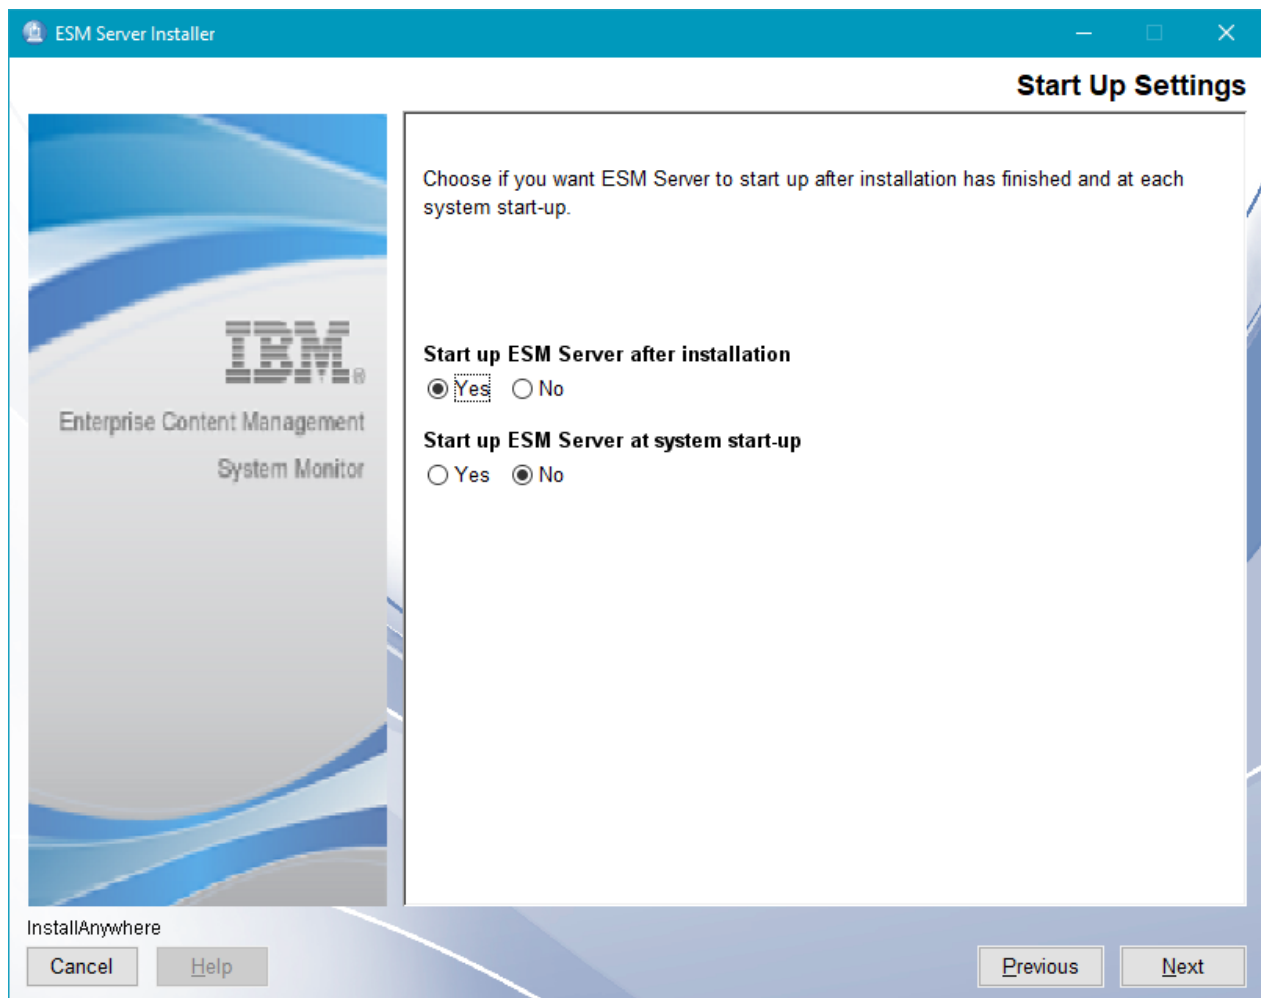 ESM Server Installer
Start Up Settings
Choose if you want ESM Server to start up after installation has finished and at each
system start-up.
IBM®
Enterprise Content Management
System Monitor
Start up ESM Server after installation
Yes No
Start up ESM Server at system start-up
Yes No
InstallAnywhere
Cancel Help Previous Next